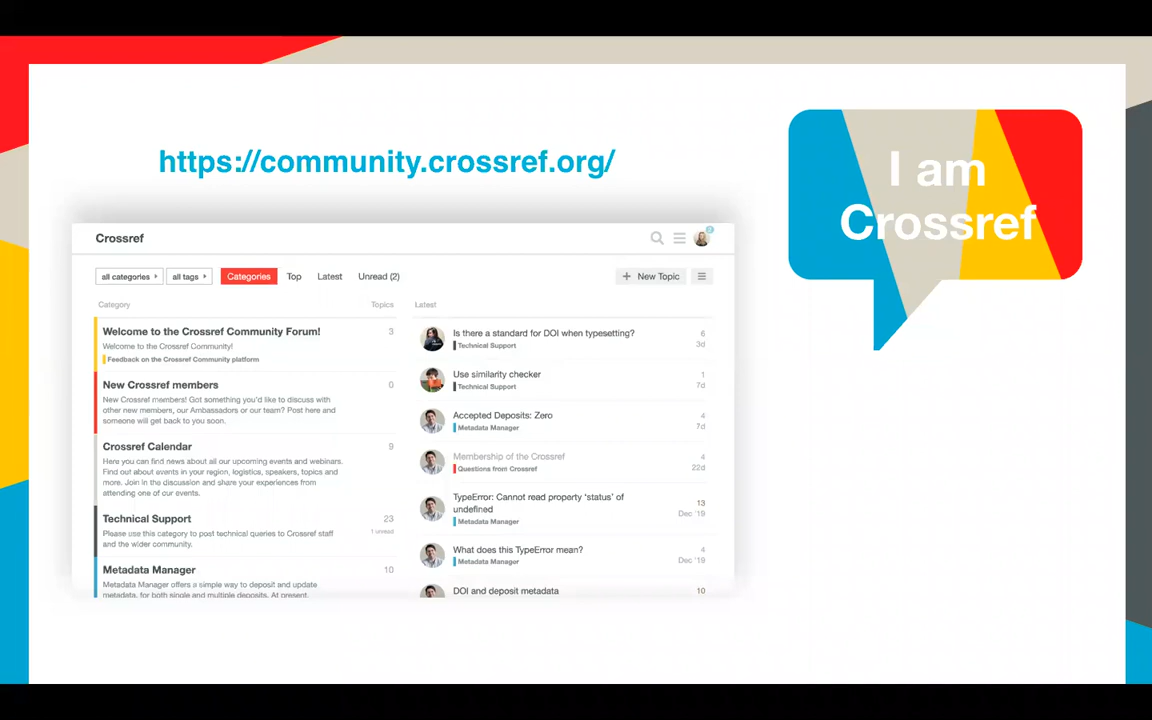 https://community.crossref.org/
I am
Crossref
Crossref
2
all categories
all tags
Categories
Top
Latest
Unread (2)
+ New Topic
Category
Topics
Latest
Welcome to the Crossref Community Forum!
3
Welcome to the Crossref Community!
Feedback on the Crossref Community platform
New Crossref members
0
New Crossref members! Got something you'd like to discuss with
other new members, our Ambassadors or our team? Post here and
someone will get back to you soon.
Crossref Calendar
9
Here you can find news about all our upcoming events and webinars.
Find out about events in your region, logistics, speakers, topics and
more. Join in the discussion and share your experiences from
attending one of our events.
Technical Support
23
Please use this category to post technical queries to Crossref staff
1 unread
and the wider community.
Metadata Manager
10
Metadata Manager offers a simple way to deposit and update
metadata, for both single and multiple deposits. At present,
Is there a standard for DOI when typesetting?
6
Technical Support
3d
Use similarity checker
1
Technical Support
7d
Accepted Deposits: Zero
4
Metadata Manager
7d
Membership of the Crossref
4
Questions from Crossref
22d
TypeError: Cannot read property 'status' of
undefined
13
Metadata Manager
Dec '19
What does this TypeError mean?
4
Metadata Manager
Dec '19
DOI and deposit metadata
10